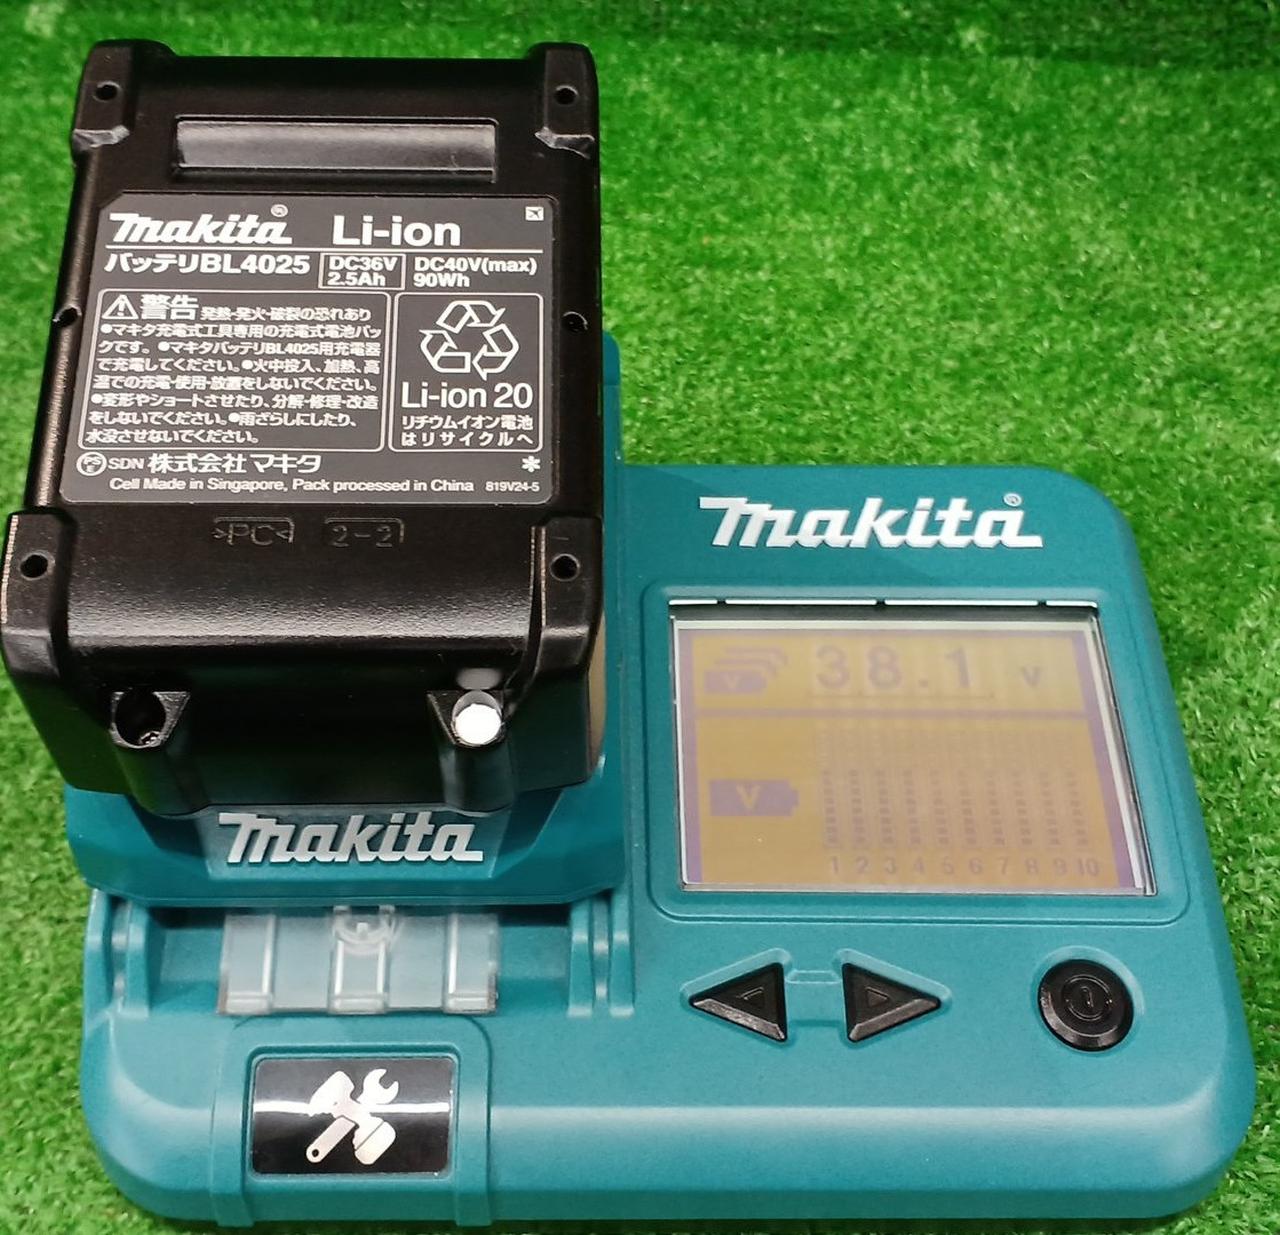 makita® Li-ion
バッテリBL4025 DC36V 2.5Ah DC40V(max) 90Wh
警告 発熱・発火・破裂の恐れあり
●マキタ充電式工具専用の充電式電池パッ
クです。●マキタバッテリBL4025用充電器
で充電してください。●火中投入、加熱、高
温での充電・使用・放置をしないでください。
●変形やショートさせたり、分解・修理・改造
をしないでください。●雨ざらしにしたり、
水没させないでください。
Li-ion 20
リチウムイオン電池
はリサイクルへ
PS E SDN 株式会社 マキタ *
Cell Made in Singapore, Pack processed in China 819V24-5
>PC< 2-2
makita
makita®
V 38.1 V
V
1 2 3 4 5 6 7 8 9 10